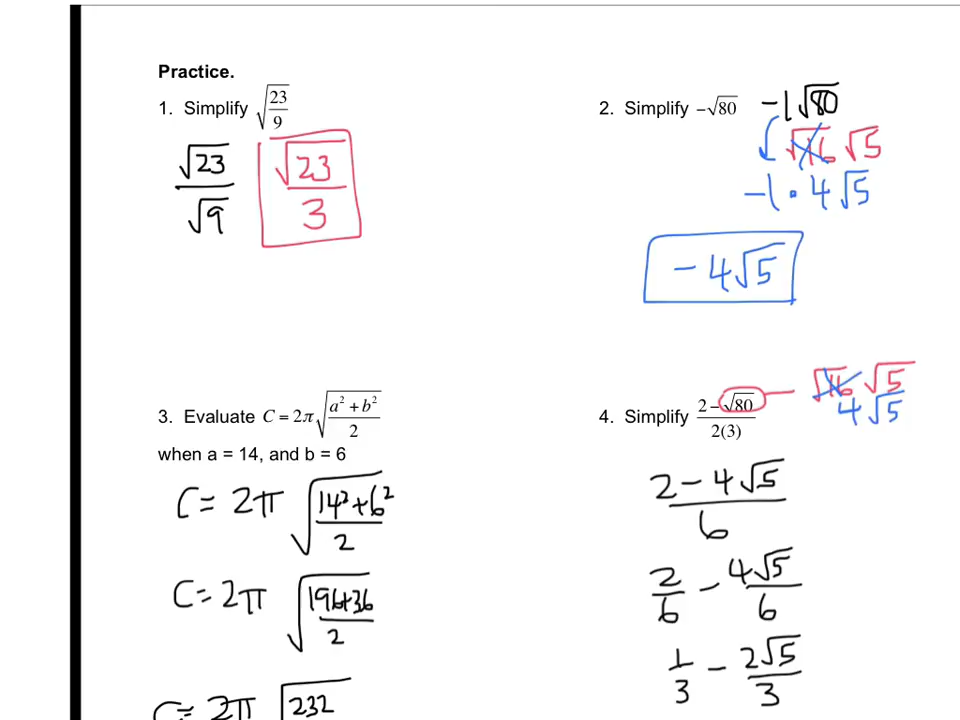 Practice.
1. Simplify √(23/9)
√23/√9 √23/3
2. Simplify −√80 -1√80
√16 √5
-1 · 4√5
-4√5
3. Evaluate C = 2π√((a² + b²)/2)
when a = 14, and b = 6
C = 2π √((14² + 6²)/2)
C = 2π √((196+36)/2)
C = 2π √232
4. Simplify (2 − √80)/2(3) √16 √5
4√5
(2 - 4√5)/6
2/6 - 4√5/6
1/3 - 2√5/3